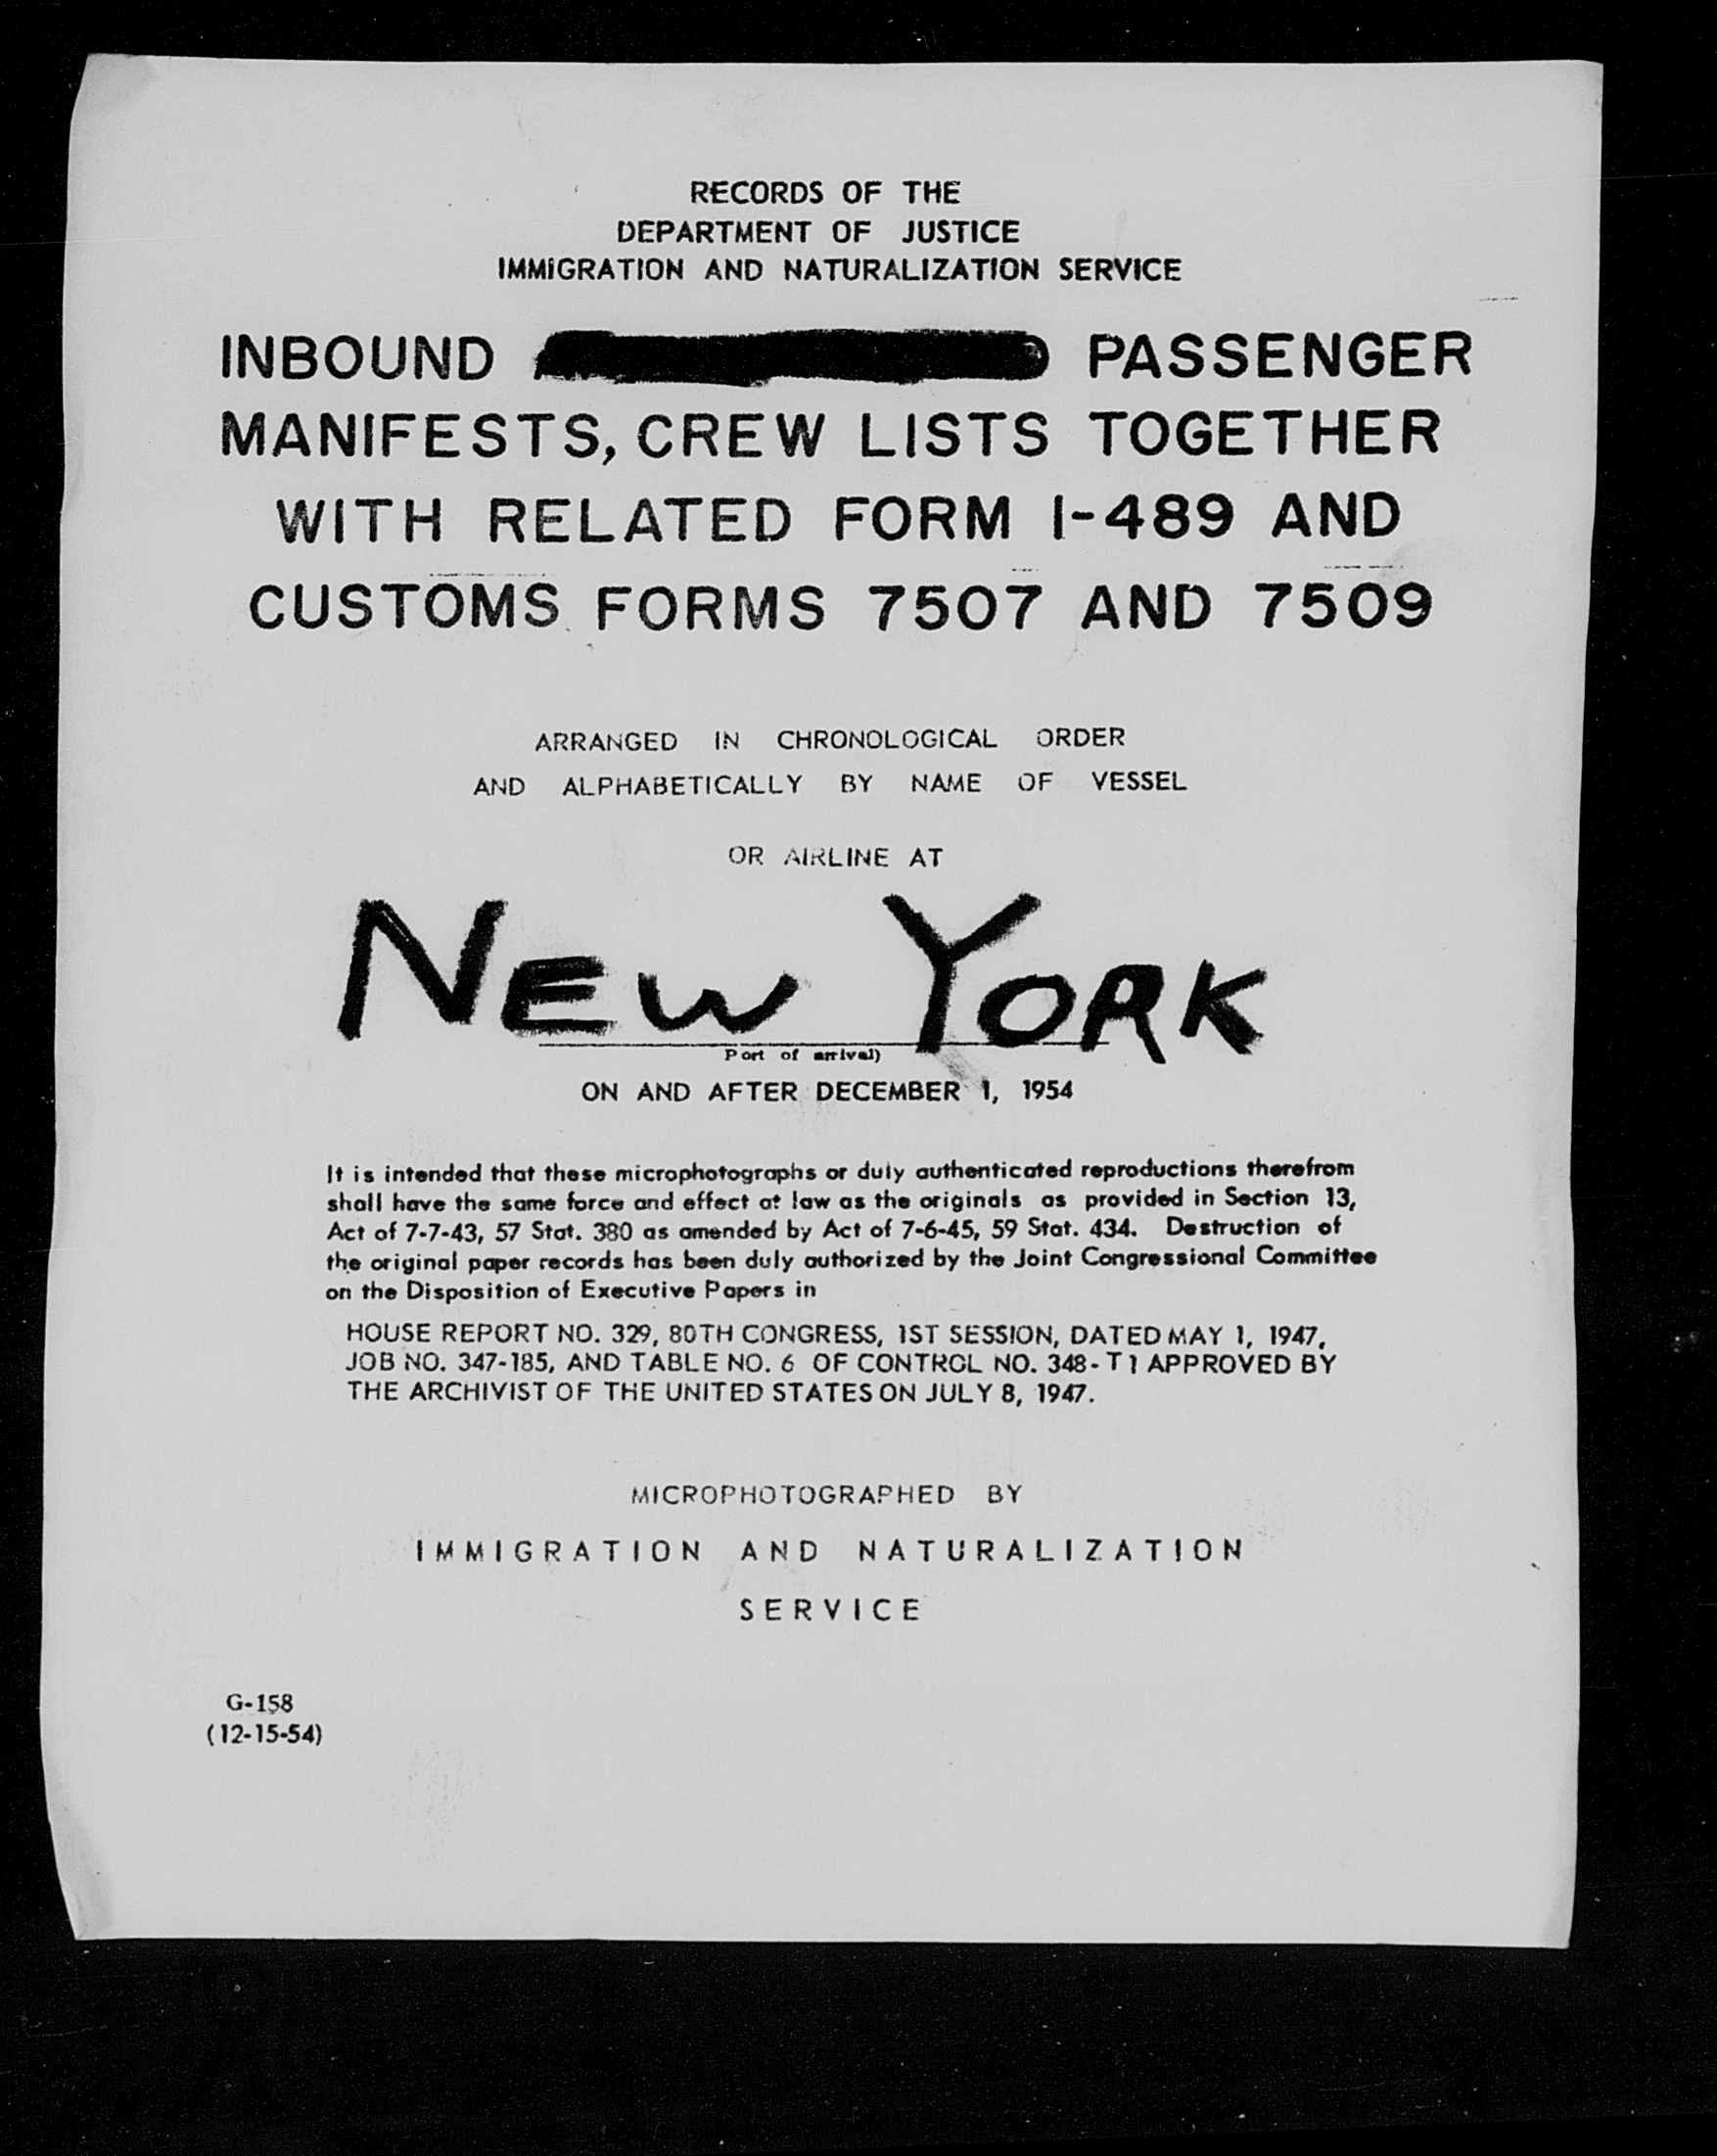 RECORDS OF THE
DEPARTMENT OF JUSTICE
IMMIGRATION AND NATURALIZATION SERVICE
INBOUND PASSENGER
MANIFESTS, CREW LISTS TOGETHER
WITH RELATED FORM I-489 AND
CUSTOMS FORMS 7507 AND 7509
ARRANGED IN CHRONOLOGICAL ORDER
AND ALPHABETICALLY BY NAME OF VESSEL
OR AIRLINE AT
NEW YORK
Port of arrival)
ON AND AFTER DECEMBER 1, 1954
It is intended that these microphotographs or duly authenticated reproductions therefrom
shall have the same force and effect at law as the originals as provided in Section 13,
Act of 7-7-43, 57 Stat. 380 as amended by Act of 7-6-45, 59 Stat. 434. Destruction of
the original paper records has been duly authorized by the Joint Congressional Committee
on the Disposition of Executive Papers in
HOUSE REPORT NO. 329, 80TH CONGRESS, 1ST SESSION, DATED MAY 1, 1947,
JOB NO. 347-185, AND TABLE NO. 6 OF CONTROL NO. 348-T1 APPROVED BY
THE ARCHIVIST OF THE UNITED STATES ON JULY 8, 1947.
MICROPHOTOGRAPHED BY
IMMIGRATION AND NATURALIZATION
SERVICE
G-158
(12-15-54)